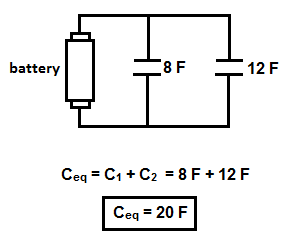 battery 8 F 12 F
Ceq = C1 + C2 = 8 F + 12 F
Ceq = 20 F